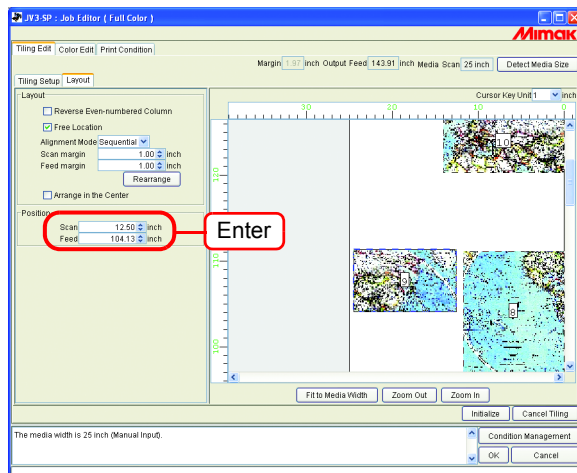 JV3-SP : Job Editor ( Full Color )
Mimaki
Tiling Edit Color Edit Print Condition
Margin 1.97 inch Output Feed 143.91 inch Media Scan 25 inch Detect Media Size
Tiling Setup Layout
Layout
Cursor Key Unit 1 inch
30 20 10 0
Reverse Even-numbered Column
Free Location
Alignment Mode Sequential
Scan margin 1.00 inch
Feed margin 1.00 inch
Rearrange
Arrange in the Center
Position
Scan 12.50 inch
Feed 104.13 inch
Enter
120
110
100
10
9
8
Fit to Media Width Zoom Out Zoom In
Initialize Cancel Tiling
The media width is 25 inch (Manual Input).
Condition Management
OK Cancel